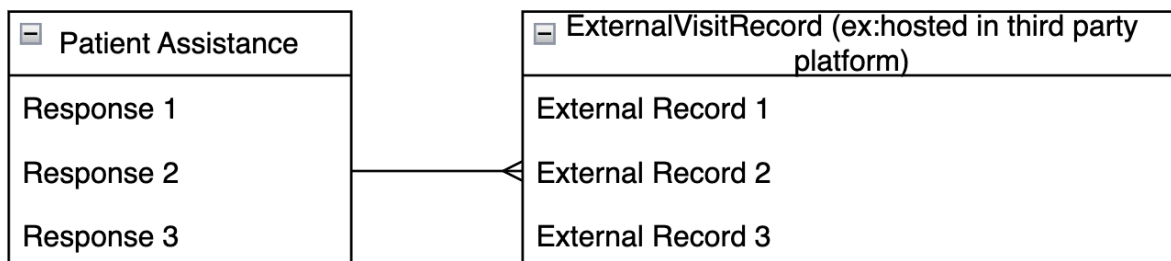 Patient Assistance
ExternalVisitRecord (ex:hosted in third party
platform)
Response 1
Response 2
Response 3
External Record 1
External Record 2
External Record 3